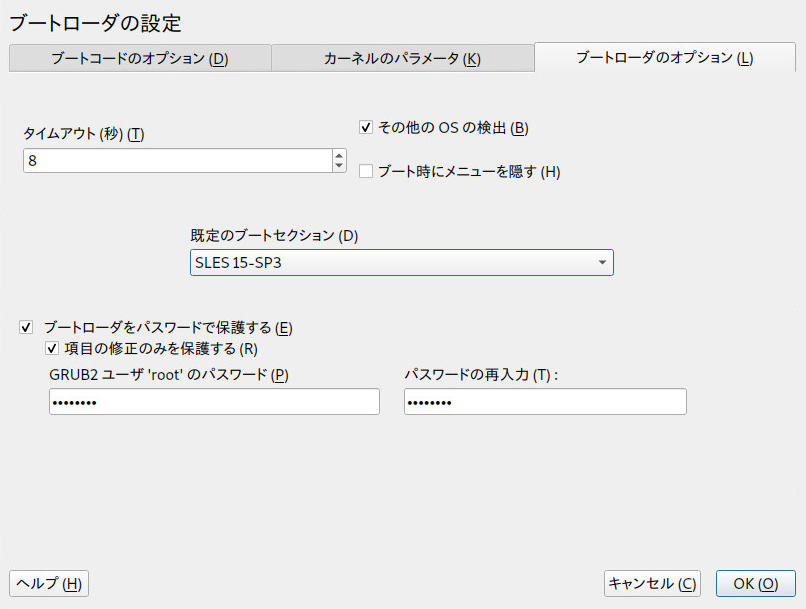 ブートローダの設定
ブートコードのオプション (D)
カーネルのパラメータ (K)
ブートローダのオプション (L)
タイムアウト (秒) (T)
その他の OS の検出 (B)
8
ブート時にメニューを隠す (H)
既定のブートセクション (D)
SLES 15-SP3
ブートローダをパスワードで保護する (E)
項目の修正のみを保護する (R)
GRUB2 ユーザ 'root' のパスワード (P)
パスワードの再入力 (T) :
••••••••
••••••••
ヘルプ (H)
キャンセル (C)
OK (O)